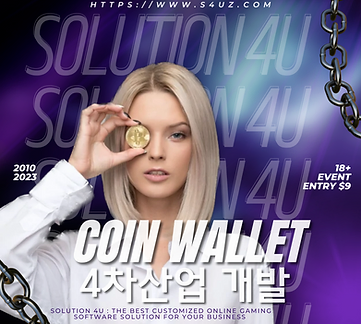 HTTPS://WWW.S4UZ.COM
SOLUTION 4U
SOLUTION 4U
SOLUTION 4U
SOLUTION 4U
2010
2023
18+
EVENT
ENTRY $9
COIN WALLET
4차산업 개발
SOLUTION 4U : THE BEST CUSTOMIZED ONLINE GAMING
SOFTWARE SOLUTION FOR YOUR BUSINESS